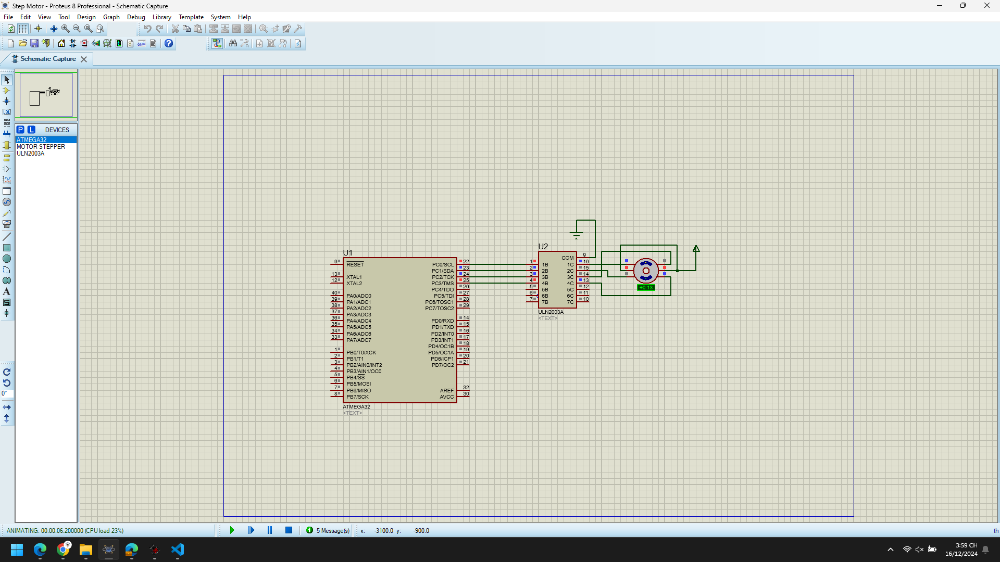 Step Motor - Proteus 8 Professional - Schematic Capture
File Edit View Tool Design Graph Debug Library Template System Help
Schematic Capture
P L DEVICES
ATMEGA32
MOTOR-STEPPER
ULN2003A
LBL
A
S
0°
U1
9 RESET
13 XTAL1
12 XTAL2
40 PA0/ADC0
39 PA1/ADC1
38 PA2/ADC2
37 PA3/ADC3
36 PA4/ADC4
35 PA5/ADC5
34 PA6/ADC6
33 PA7/ADC7
1 PB0/T0/XCK
2 PB1/T1
3 PB2/AIN0/INT2
4 PB3/AIN1/OC0
5 PB4/SS
6 PB5/MOSI
7 PB6/MISO
8 PB7/SCK
PC0/SCL 22
PC1/SDA 23
PC2/TCK 24
PC3/TMS 25
PC4/TDO 26
PC5/TDI 27
PC6/TOSC1 28
PC7/TOSC2 29
PD0/RXD 14
PD1/TXD 15
PD2/INT0 16
PD3/INT1 17
PD4/OC1B 18
PD5/OC1A 19
PD6/ICP1 20
PD7/OC2 21
AREF 32
AVCC 30
ATMEGA32
<TEXT>
U2
COM 9
1 1B 1C 16
2 2B 2C 15
3 3B 3C 14
4 4B 4C 13
5 5B 5C 12
6 6B 6C 11
7 7B 7C 10
ULN2003A
<TEXT>
+0.13
ANIMATING: 00:00:06.200000 (CPU load 23%)
5 Message(s)
x: -3100.0 y: -900.0
th
3:59 CH
16/12/2024